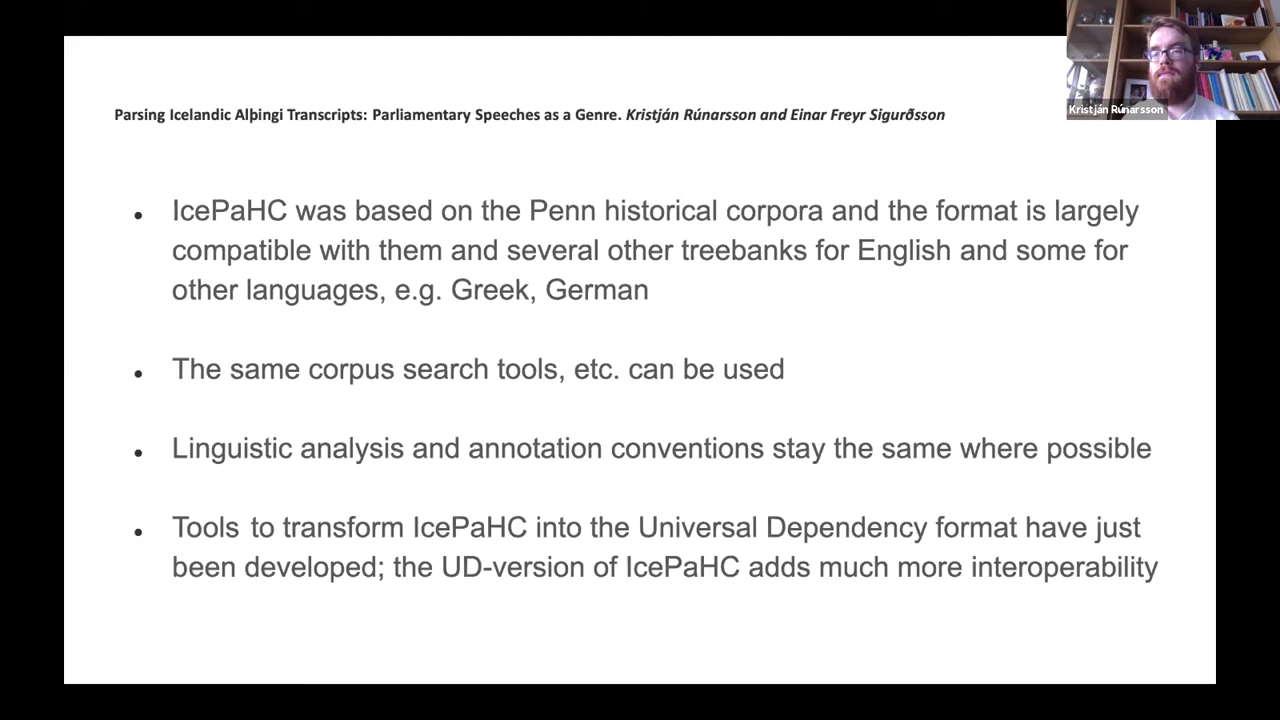 Kristján Rúnarsson
Parsing Icelandic Alþingi Transcripts: Parliamentary Speeches as a Genre. Kristján Rúnarsson and Einar Freyr Sigurðsson
• IcePaHC was based on the Penn historical corpora and the format is largely
compatible with them and several other treebanks for English and some for
other languages, e.g. Greek, German
• The same corpus search tools, etc. can be used
• Linguistic analysis and annotation conventions stay the same where possible
• Tools to transform IcePaHC into the Universal Dependency format have just
been developed; the UD-version of IcePaHC adds much more interoperability